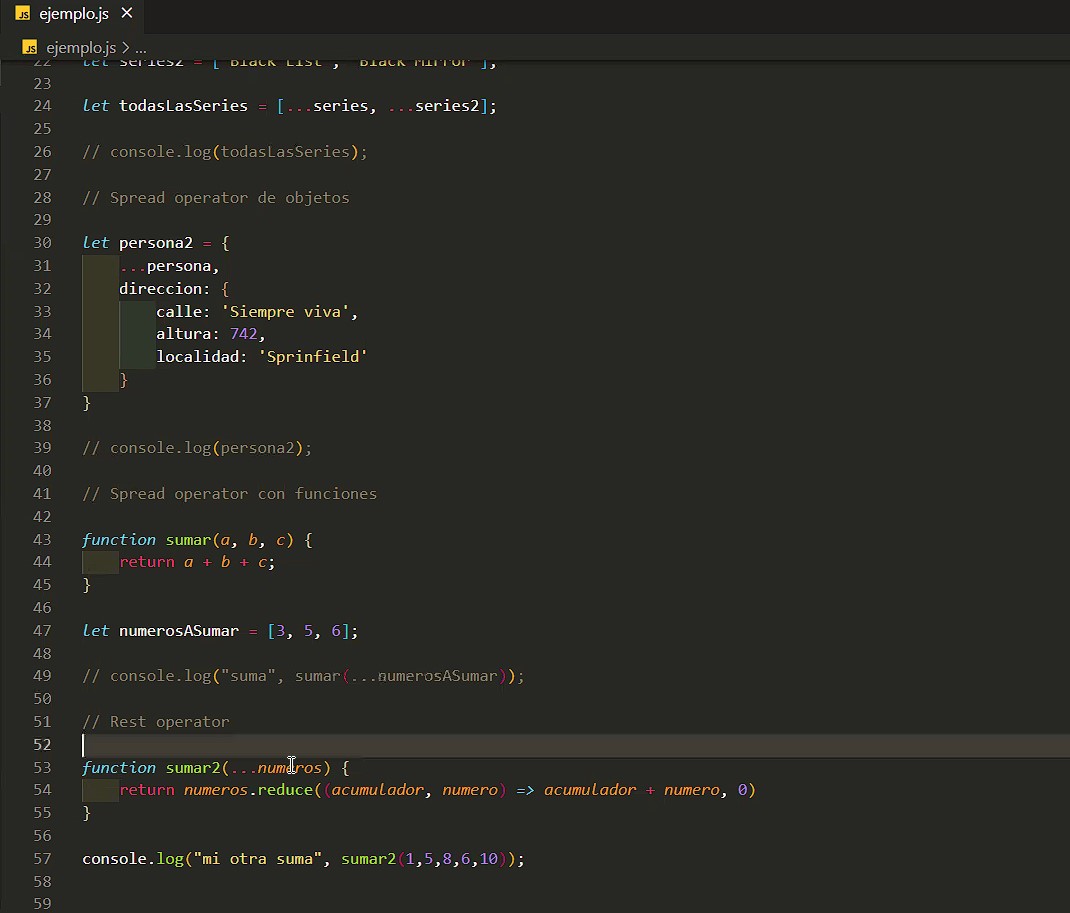 JS ejemplo.js ×
JS ejemplo.js > ...
22 let series2 = ["Black List", "Black Mirror"];
23
24 let todasLasSeries = [...series, ...series2];
25
26 // console.log(todasLasSeries);
27
28 // Spread operator de objetos
29
30 let persona2 = {
31 ...persona,
32 direccion: {
33 calle: 'Siempre viva',
34 altura: 742,
35 localidad: 'Sprinfield'
36 }
37 }
38
39 // console.log(persona2);
40
41 // Spread operator con funciones
42
43 function sumar(a, b, c) {
44 return a + b + c;
45 }
46
47 let numerosASumar = [3, 5, 6];
48
49 // console.log("suma", sumar(...numerosASumar));
50
51 // Rest operator
52
53 function sumar2(...numeros) {
54 return numeros.reduce((acumulador, numero) => acumulador + numero, 0)
55 }
56
57 console.log("mi otra suma", sumar2(1,5,8,6,10));
58
59